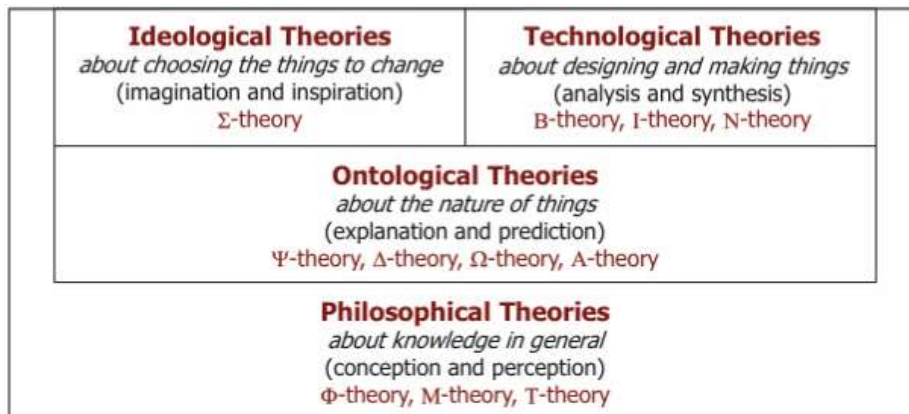 Ideological Theories
about choosing the things to change
(imagination and inspiration)
Σ-theory
Technological Theories
about designing and making things
(analysis and synthesis)
B-theory, I-theory, N-theory
Ontological Theories
about the nature of things
(explanation and prediction)
Ψ-theory, Δ-theory, Ω-theory, A-theory
Philosophical Theories
about knowledge in general
(conception and perception)
Φ-theory, M-theory, T-theory